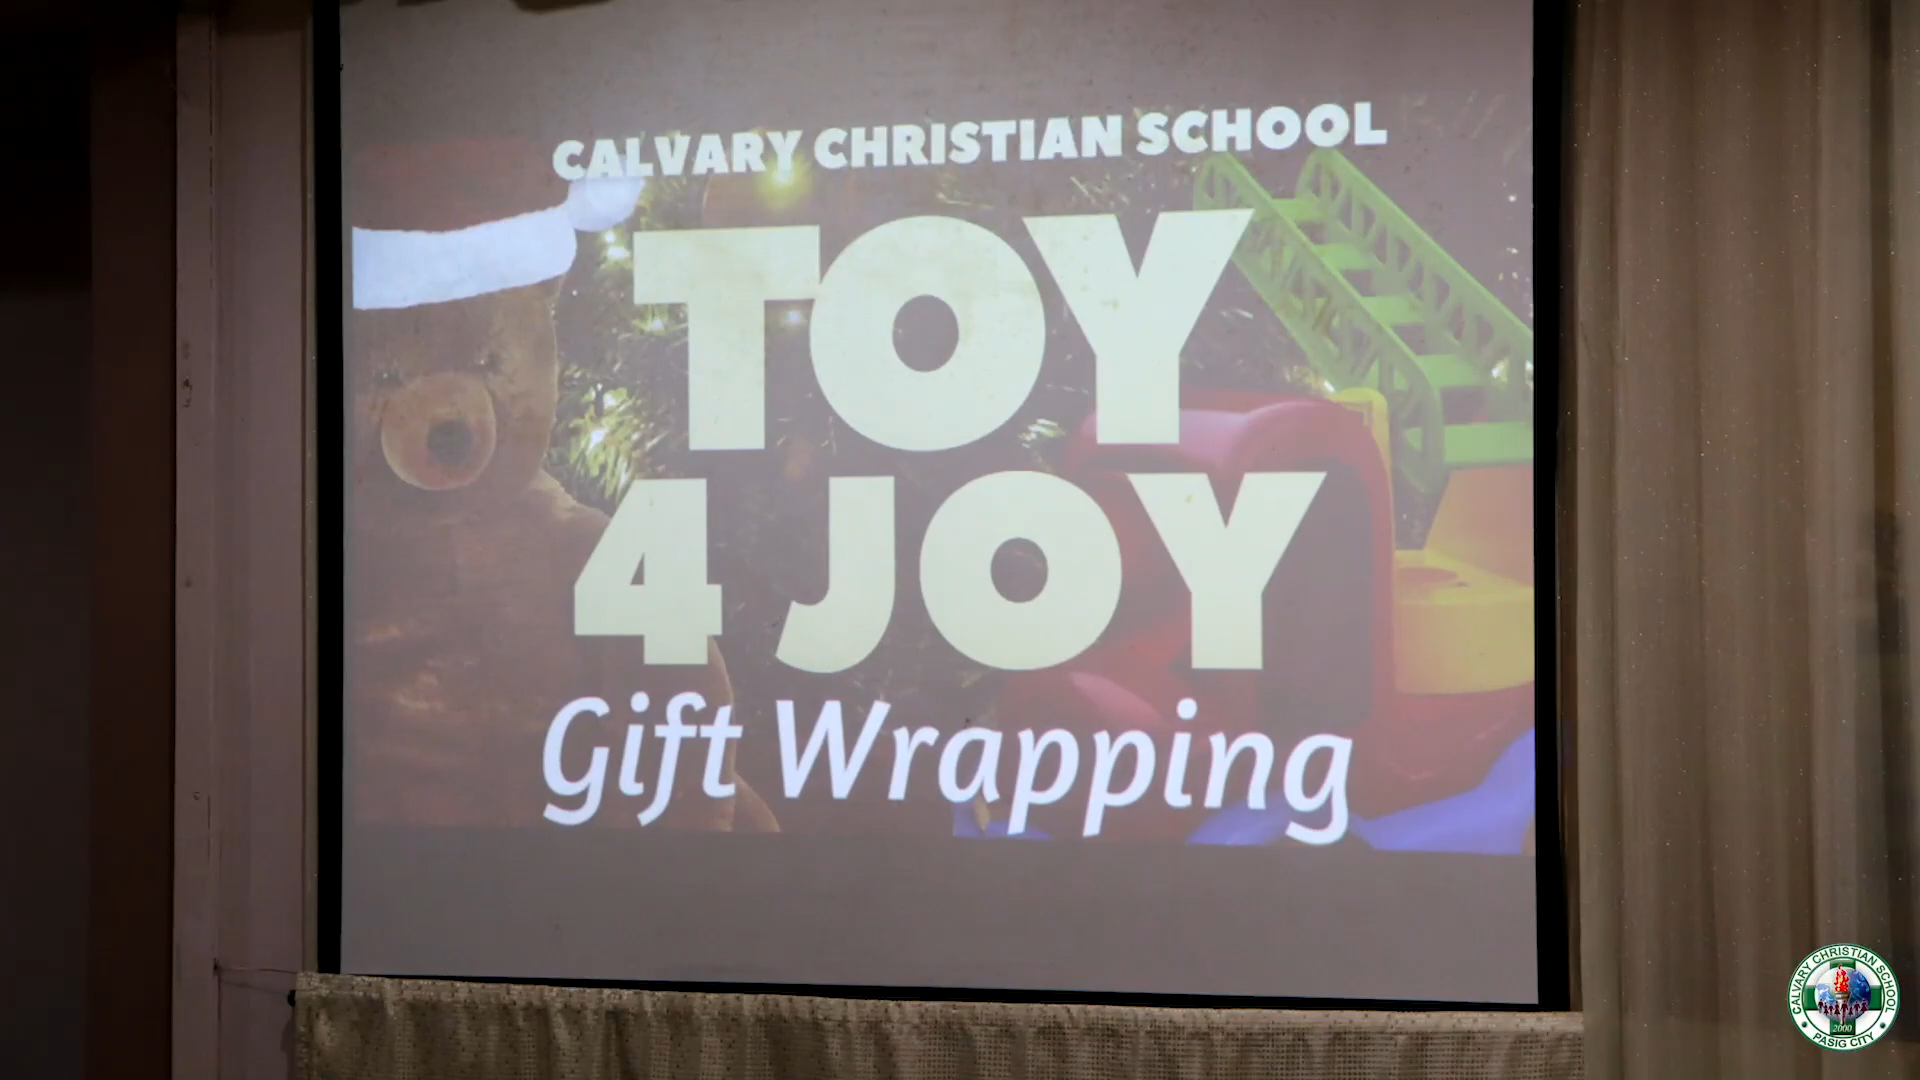 CALVARY CHRISTIAN SCHOOL
TOY
4 JOY
Gift Wrapping
CALVARY CHRISTIAN SCHOOL
2000
PASIG CITY